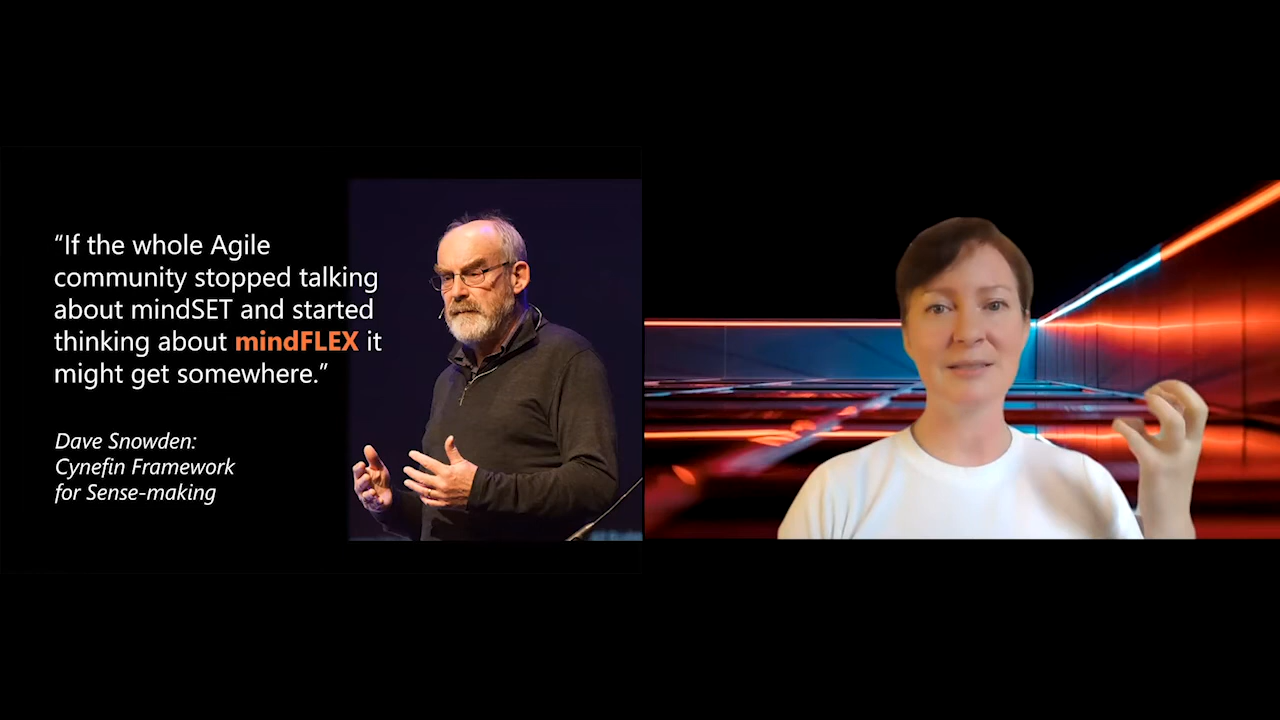 “If the whole Agile
community stopped talking
about mindSET and started
thinking about mindFLEX it
might get somewhere.”
Dave Snowden:
Cynefin Framework
for Sense-making